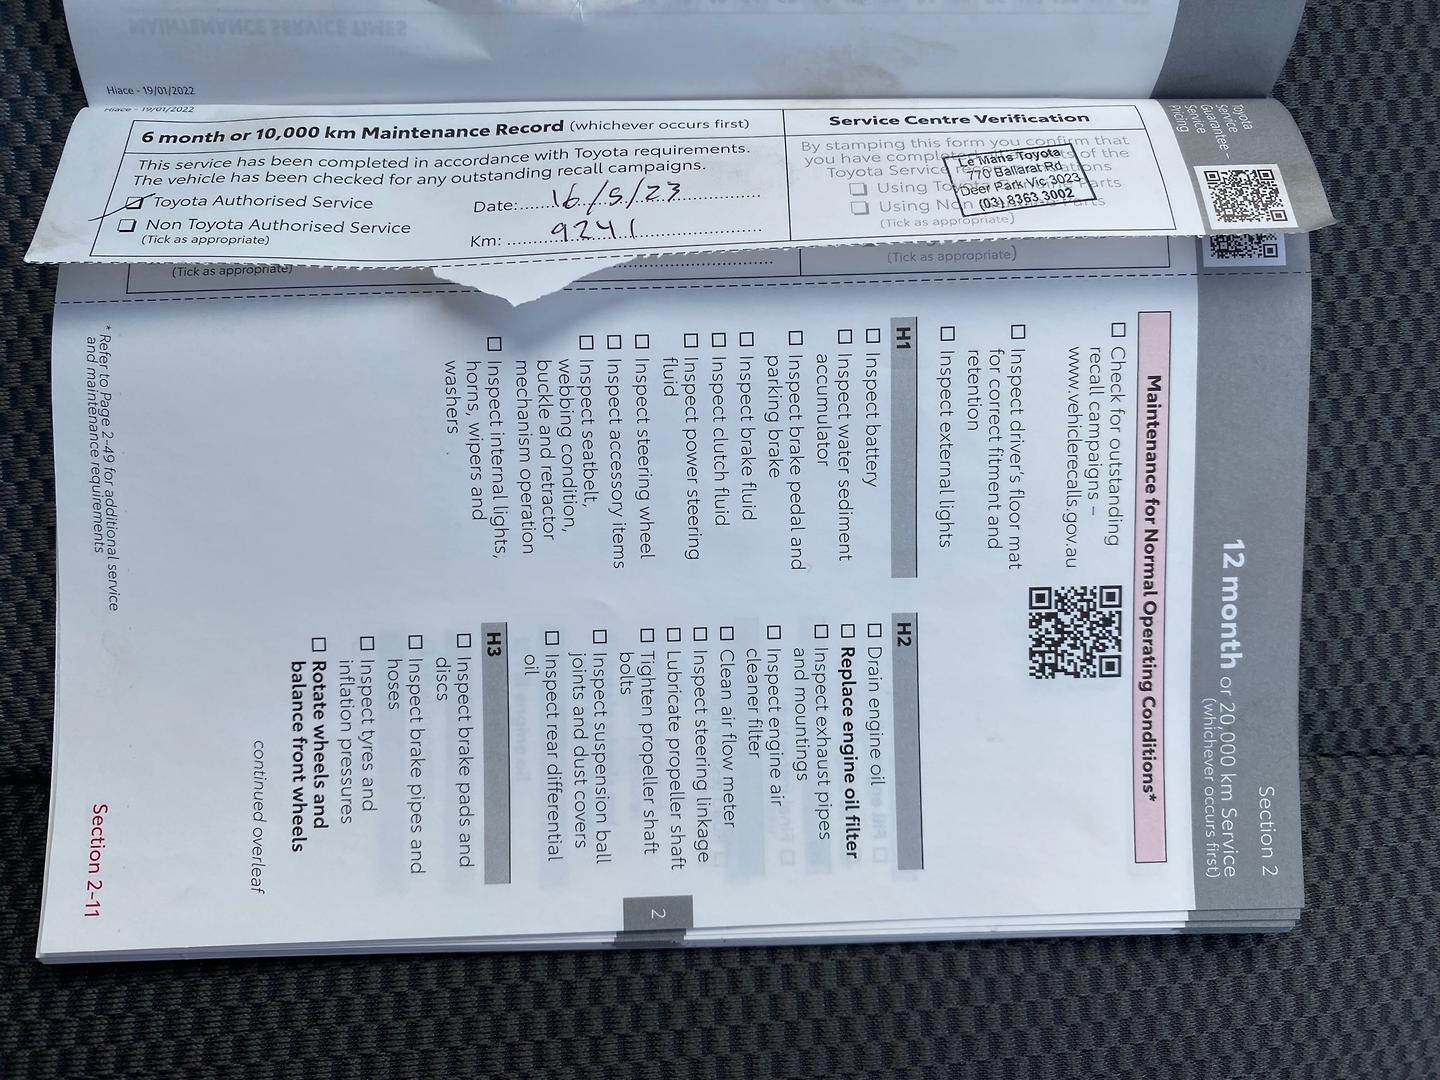 MAINTENANCE SERVICE TIMES
Hiace - 19/01/2022
Hiace - 19/01/2022
6 month or 10,000 km Maintenance Record (whichever occurs first)
This service has been completed in accordance with Toyota requirements.
The vehicle has been checked for any outstanding recall campaigns.
Toyota Authorised Service
Non Toyota Authorised Service
(Tick as appropriate)
Date: 16/5/23
Km: 9241
Service Centre Verification
By stamping this form you confirm that
you have of the
Toyota Service
Using Parts
Using Non
(Tick as appropriate)
Le Mans Toyota
770 Ballarat Rd
Deer Park Vic 3023
(03) 8363 3002
Toyota
Service
Guarantee -
Service
Pricing
(Tick as appropriate)
(Tick as appropriate)
Section 2
12 month or 20,000 km Service
(whichever occurs first)
Maintenance for Normal Operating Conditions*
Check for outstanding
recall campaigns –
www.vehiclerecalls.gov.au
Inspect driver's floor mat
for correct fitment and
retention
Inspect external lights
H1
Inspect battery
Inspect water sediment
accumulator
Inspect brake pedal and
parking brake
Inspect brake fluid
Inspect clutch fluid
Inspect power steering
fluid
Inspect steering wheel
Inspect accessory items
Inspect seatbelt,
webbing condition,
buckle and retractor
mechanism operation
Inspect internal lights,
horns, wipers and
washers
H2
Drain engine oil
Replace engine oil filter
Inspect exhaust pipes
and mountings
Inspect engine air
cleaner filter
Clean air flow meter
Inspect steering linkage
Lubricate propeller shaft
Tighten propeller shaft
bolts
Inspect suspension ball
joints and dust covers
Inspect rear differential
oil
H3
Inspect brake pads and
discs
Inspect brake pipes and
hoses
Inspect tyres and
inflation pressures
Rotate wheels and
balance front wheels
continued overleaf
* Refer to Page 2-49 for additional service
and maintenance requirements
Section 2–11
2